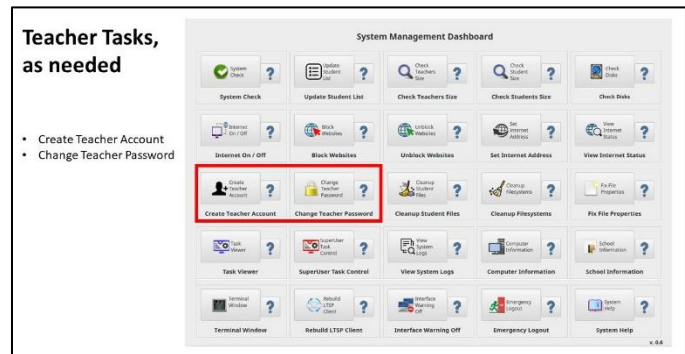 Teacher Tasks,
as needed
• Create Teacher Account
• Change Teacher Password
System Management Dashboard
System
Check
?
Update
Student
List
?
Check
Teachers
Size
?
Check
Student
Size
?
Check
Disks
?
System Check
Update Student List
Check Teachers Size
Check Students Size
Check Disks
Internet
On / Off
?
Block
Websites
?
Unblock
Websites
?
Set
Internet
Address
?
View
Internet
Status
?
Internet On / Off
Block Websites
Unblock Websites
Set Internet Address
View Internet Status
Create
Teacher
Account
?
Change
Teacher
Password
?
Cleanup
Student
Files
?
Cleanup
Filesystems
?
Fix File
Properties
?
Create Teacher Account
Change Teacher Password
Cleanup Student Files
Cleanup Filesystems
Fix File Properties
Task
Viewer
?
SuperUser
Task
Control
?
View
System
Logs
?
Computer
Information
?
School
Information
?
Task Viewer
SuperUser Task Control
View System Logs
Computer Information
School Information
Terminal
Window
?
Rebuild
LTSP
Client
?
Interface
Warning
Off
?
Emergency
Logout
?
System
Help
?
Terminal Window
Rebuild LTSP Client
Interface Warning Off
Emergency Logout
System Help
v. 0.6